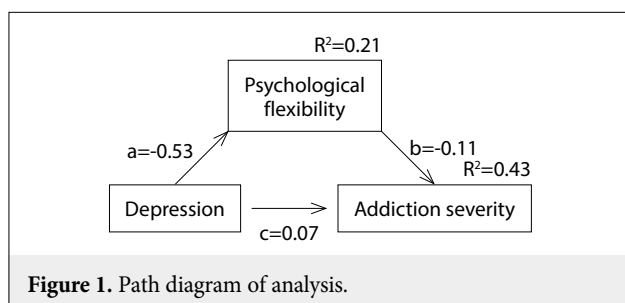 R²=0.21
Psychological
flexibility
a=-0.53
b=-0.11
R²=0.43
Depression
Addiction severity
c=0.07
Figure 1. Path diagram of analysis.